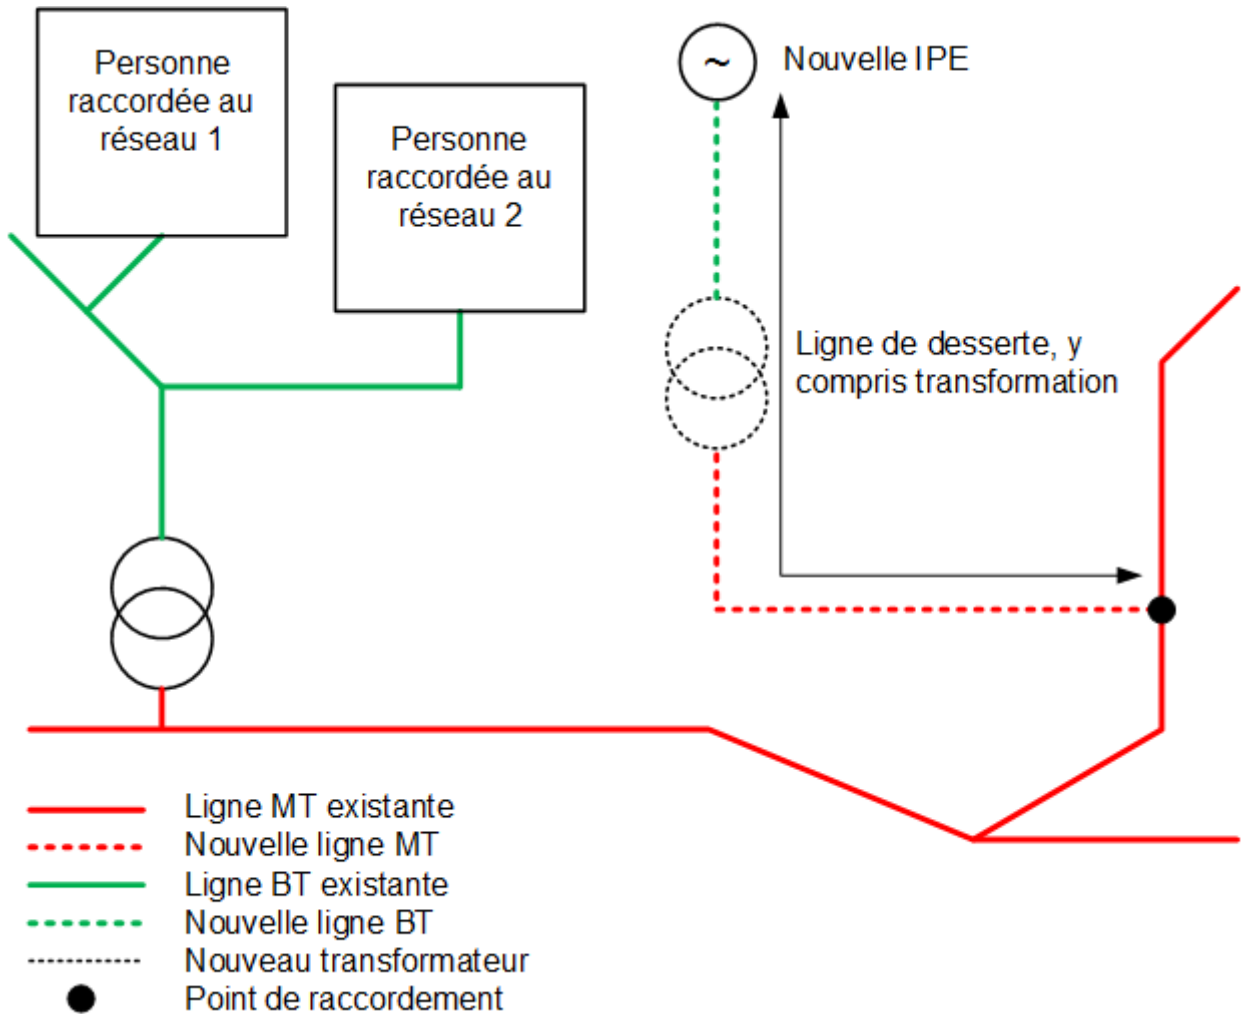 Personne
raccordée au
réseau 1
Personne
raccordée au
réseau 2
~
Nouvelle IPE
Ligne de desserte, y
compris transformation
Ligne MT existante
Nouvelle ligne MT
Ligne BT existante
Nouvelle ligne BT
Nouveau transformateur
Point de raccordement